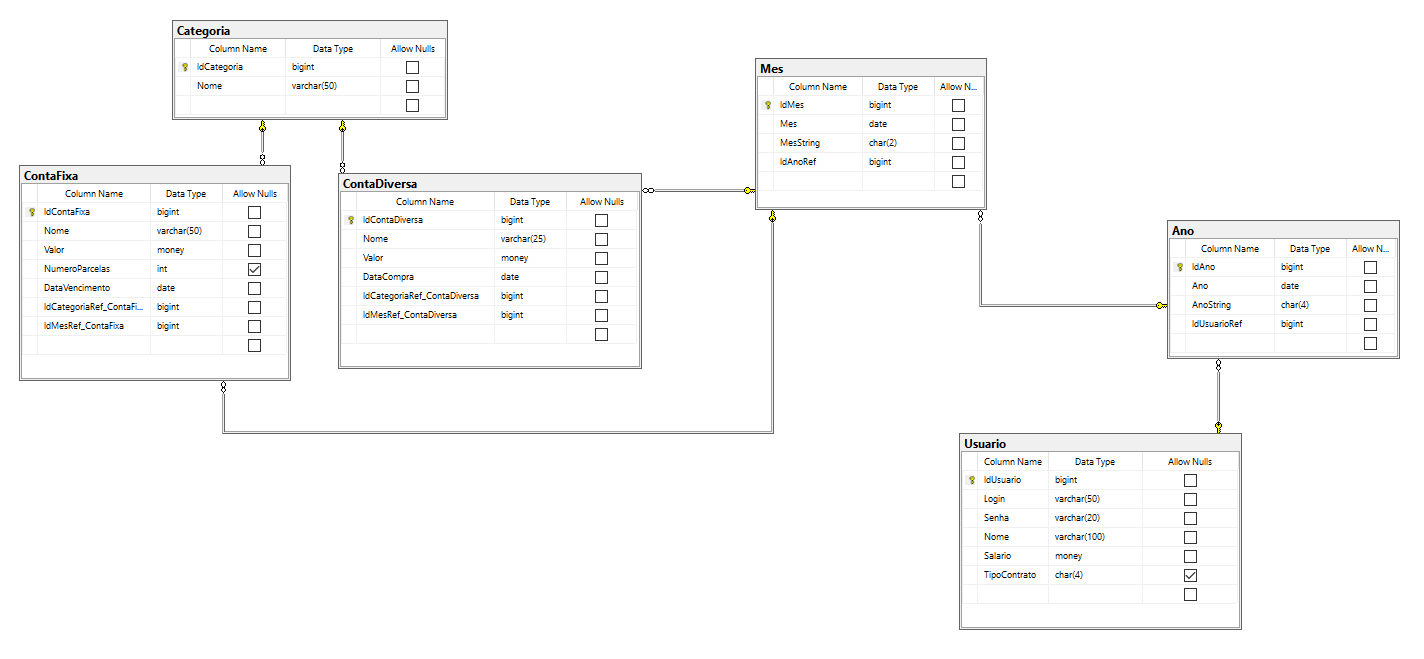 Categoria
Column Name Data Type Allow Nulls
IdCategoria bigint
Nome varchar(50)
Mes
Column Name Data Type Allow N...
IdMes bigint
Mes date
MesString char(2)
IdAnoRef bigint
ContaFixa
Column Name Data Type Allow Nulls
IdContaFixa bigint
Nome varchar(50)
Valor money
NumeroParcelas int
DataVencimento date
IdCategoriaRef_ContaFi... bigint
IdMesRef_ContaFixa bigint
ContaDiversa
Column Name Data Type Allow Nulls
IdContaDiversa bigint
Nome varchar(25)
Valor money
DataCompra date
IdCategoriaRef_ContaDiversa bigint
IdMesRef_ContaDiversa bigint
Ano
Column Name Data Type Allow N...
IdAno bigint
Ano date
AnoString char(4)
IdUsuarioRef bigint
Usuario
Column Name Data Type Allow Nulls
IdUsuario bigint
Login varchar(50)
Senha varchar(20)
Nome varchar(100)
Salario money
TipoContrato char(4)